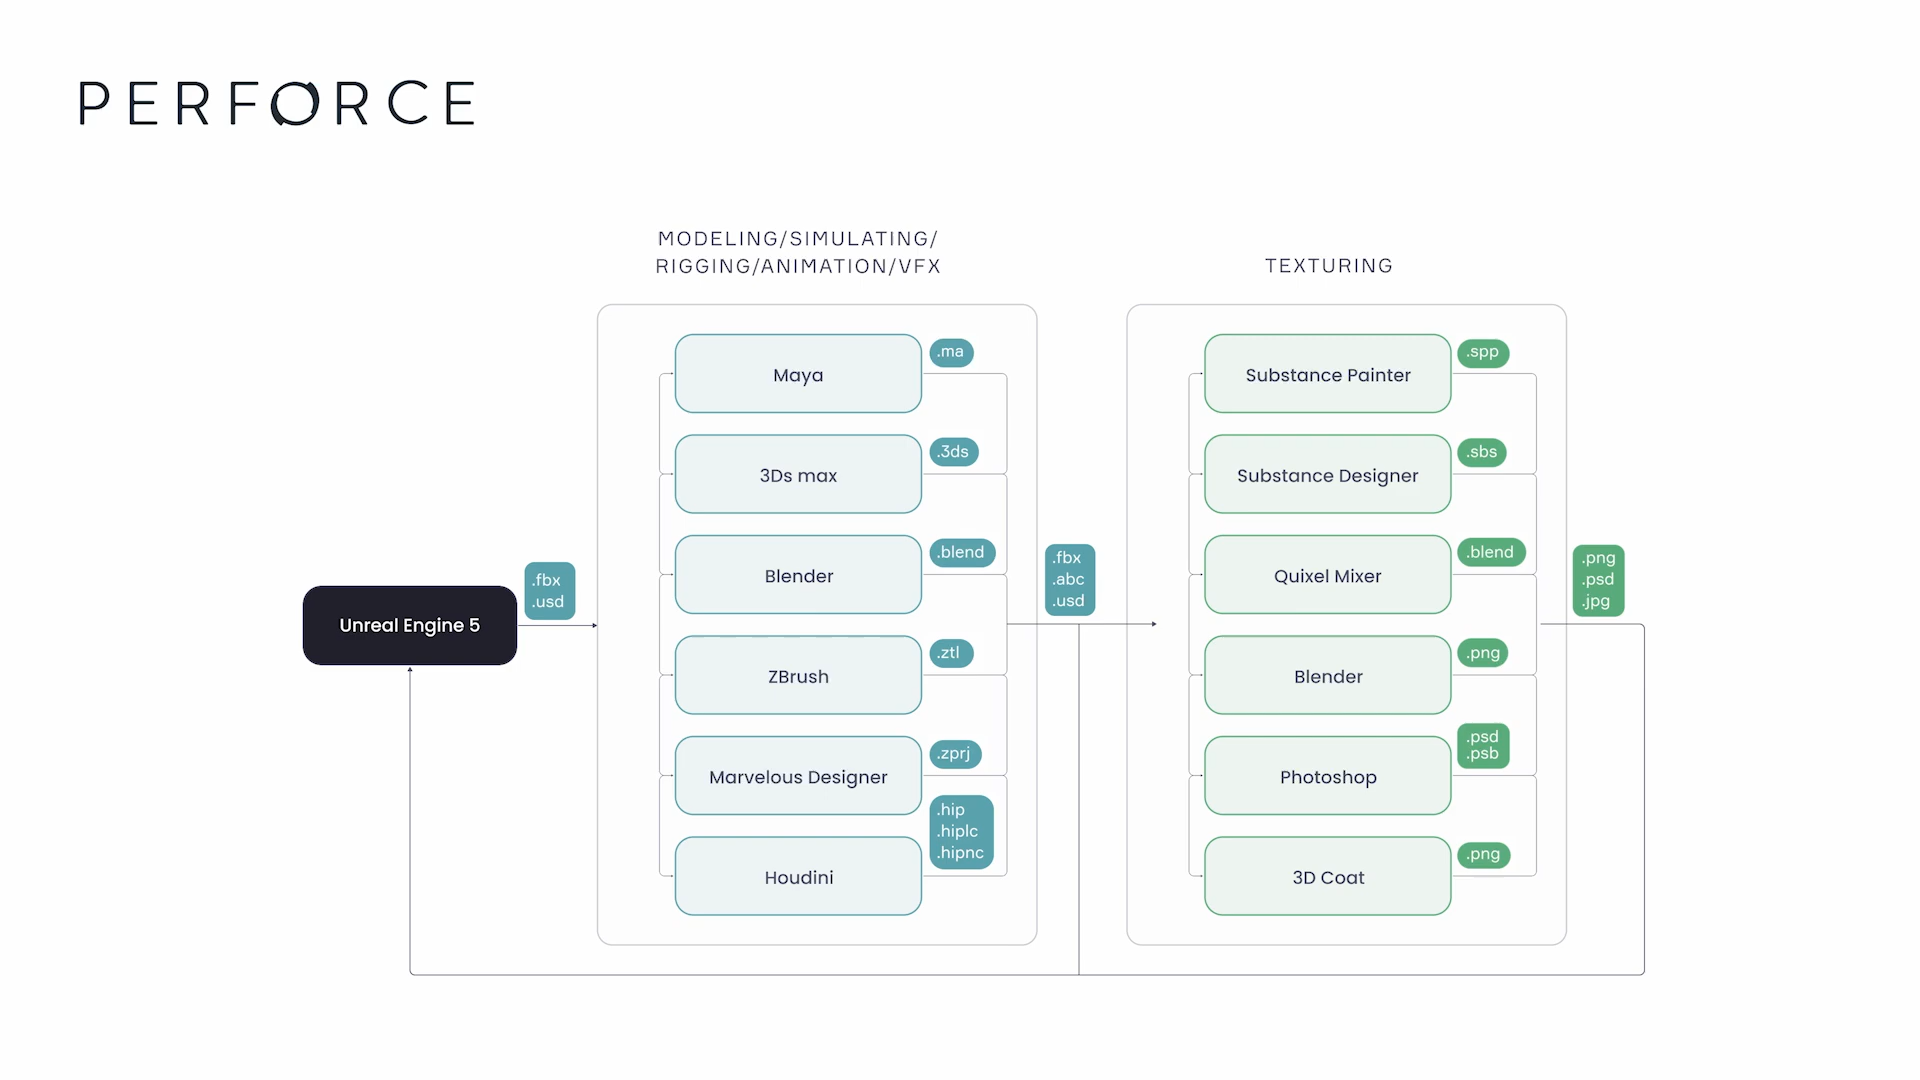 PERFORCE
MODELING/SIMULATING/
RIGGING/ANIMATION/VFX
TEXTURING
Unreal Engine 5
.fbx
.usd
Maya
.ma
3Ds max
.3ds
Blender
.blend
ZBrush
.ztl
Marvelous Designer
.zprj
Houdini
.hip
.hiplc
.hipnc
.fbx
.abc
.usd
Substance Painter
.spp
Substance Designer
.sbs
Quixel Mixer
.blend
Blender
.png
Photoshop
.psd
.psb
3D Coat
.png
.png
.psd
.jpg